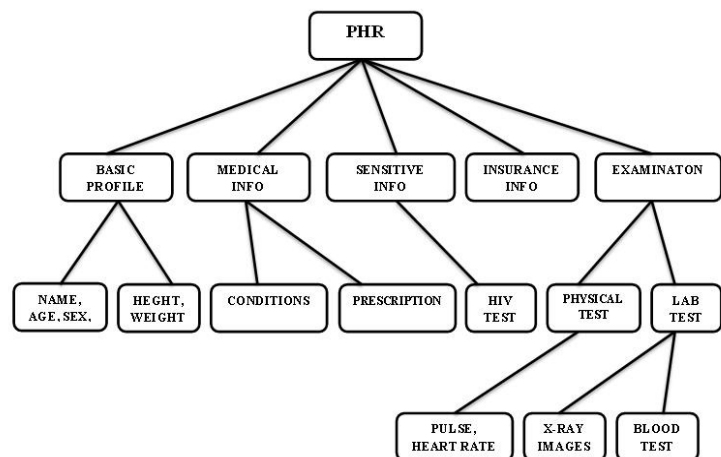 PHR
BASIC
PROFILE
MEDICAL
INFO
SENSITIVE
INFO
INSURANCE
INFO
EXAMINATON
NAME,
AGE, SEX,
HEGHT,
WEIGHT
CONDITIONS
PRESCRIPTION
HIV
TEST
PHYSICAL
TEST
LAB
TEST
PULSE,
HEART RATE
X-RAY
IMAGES
BLOOD
TEST